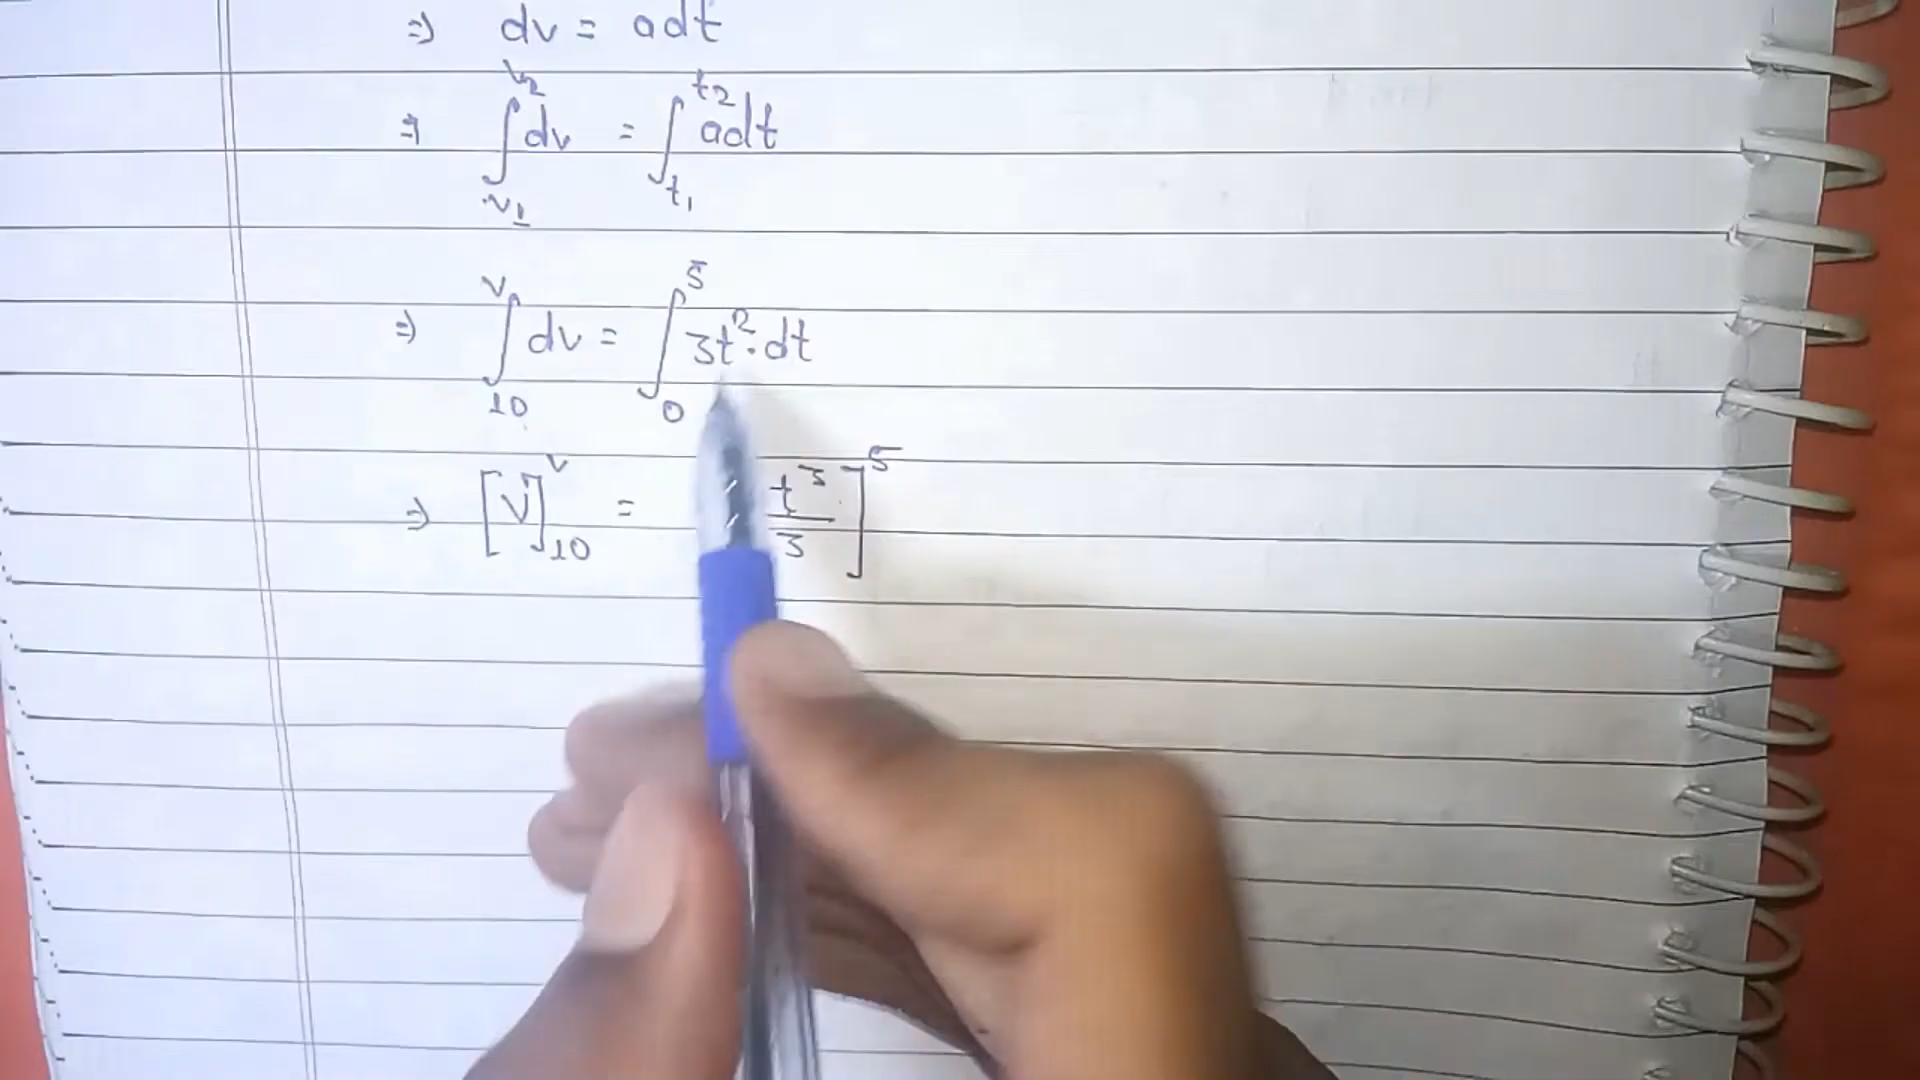 ⇒ dv = adt
⇒ ∫_{v1}^{v2} dv = ∫_{t1}^{t2} adt
⇒ ∫_{10}^{v} dv = ∫_{0}^{5} 3t²·dt
⇒ [v]_{10}^{v} = t³/3 ]^{5}